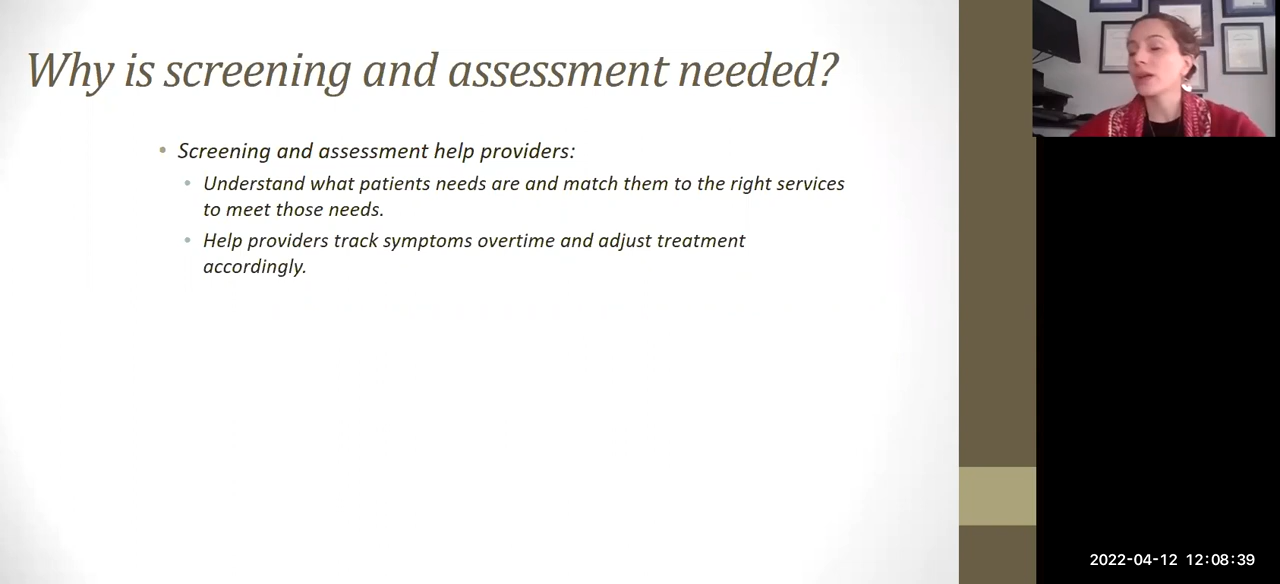 Why is screening and assessment needed?
Screening and assessment help providers:
Understand what patients needs are and match them to the right services
to meet those needs.
Help providers track symptoms overtime and adjust treatment
accordingly.
2022-04-12 12:08:39